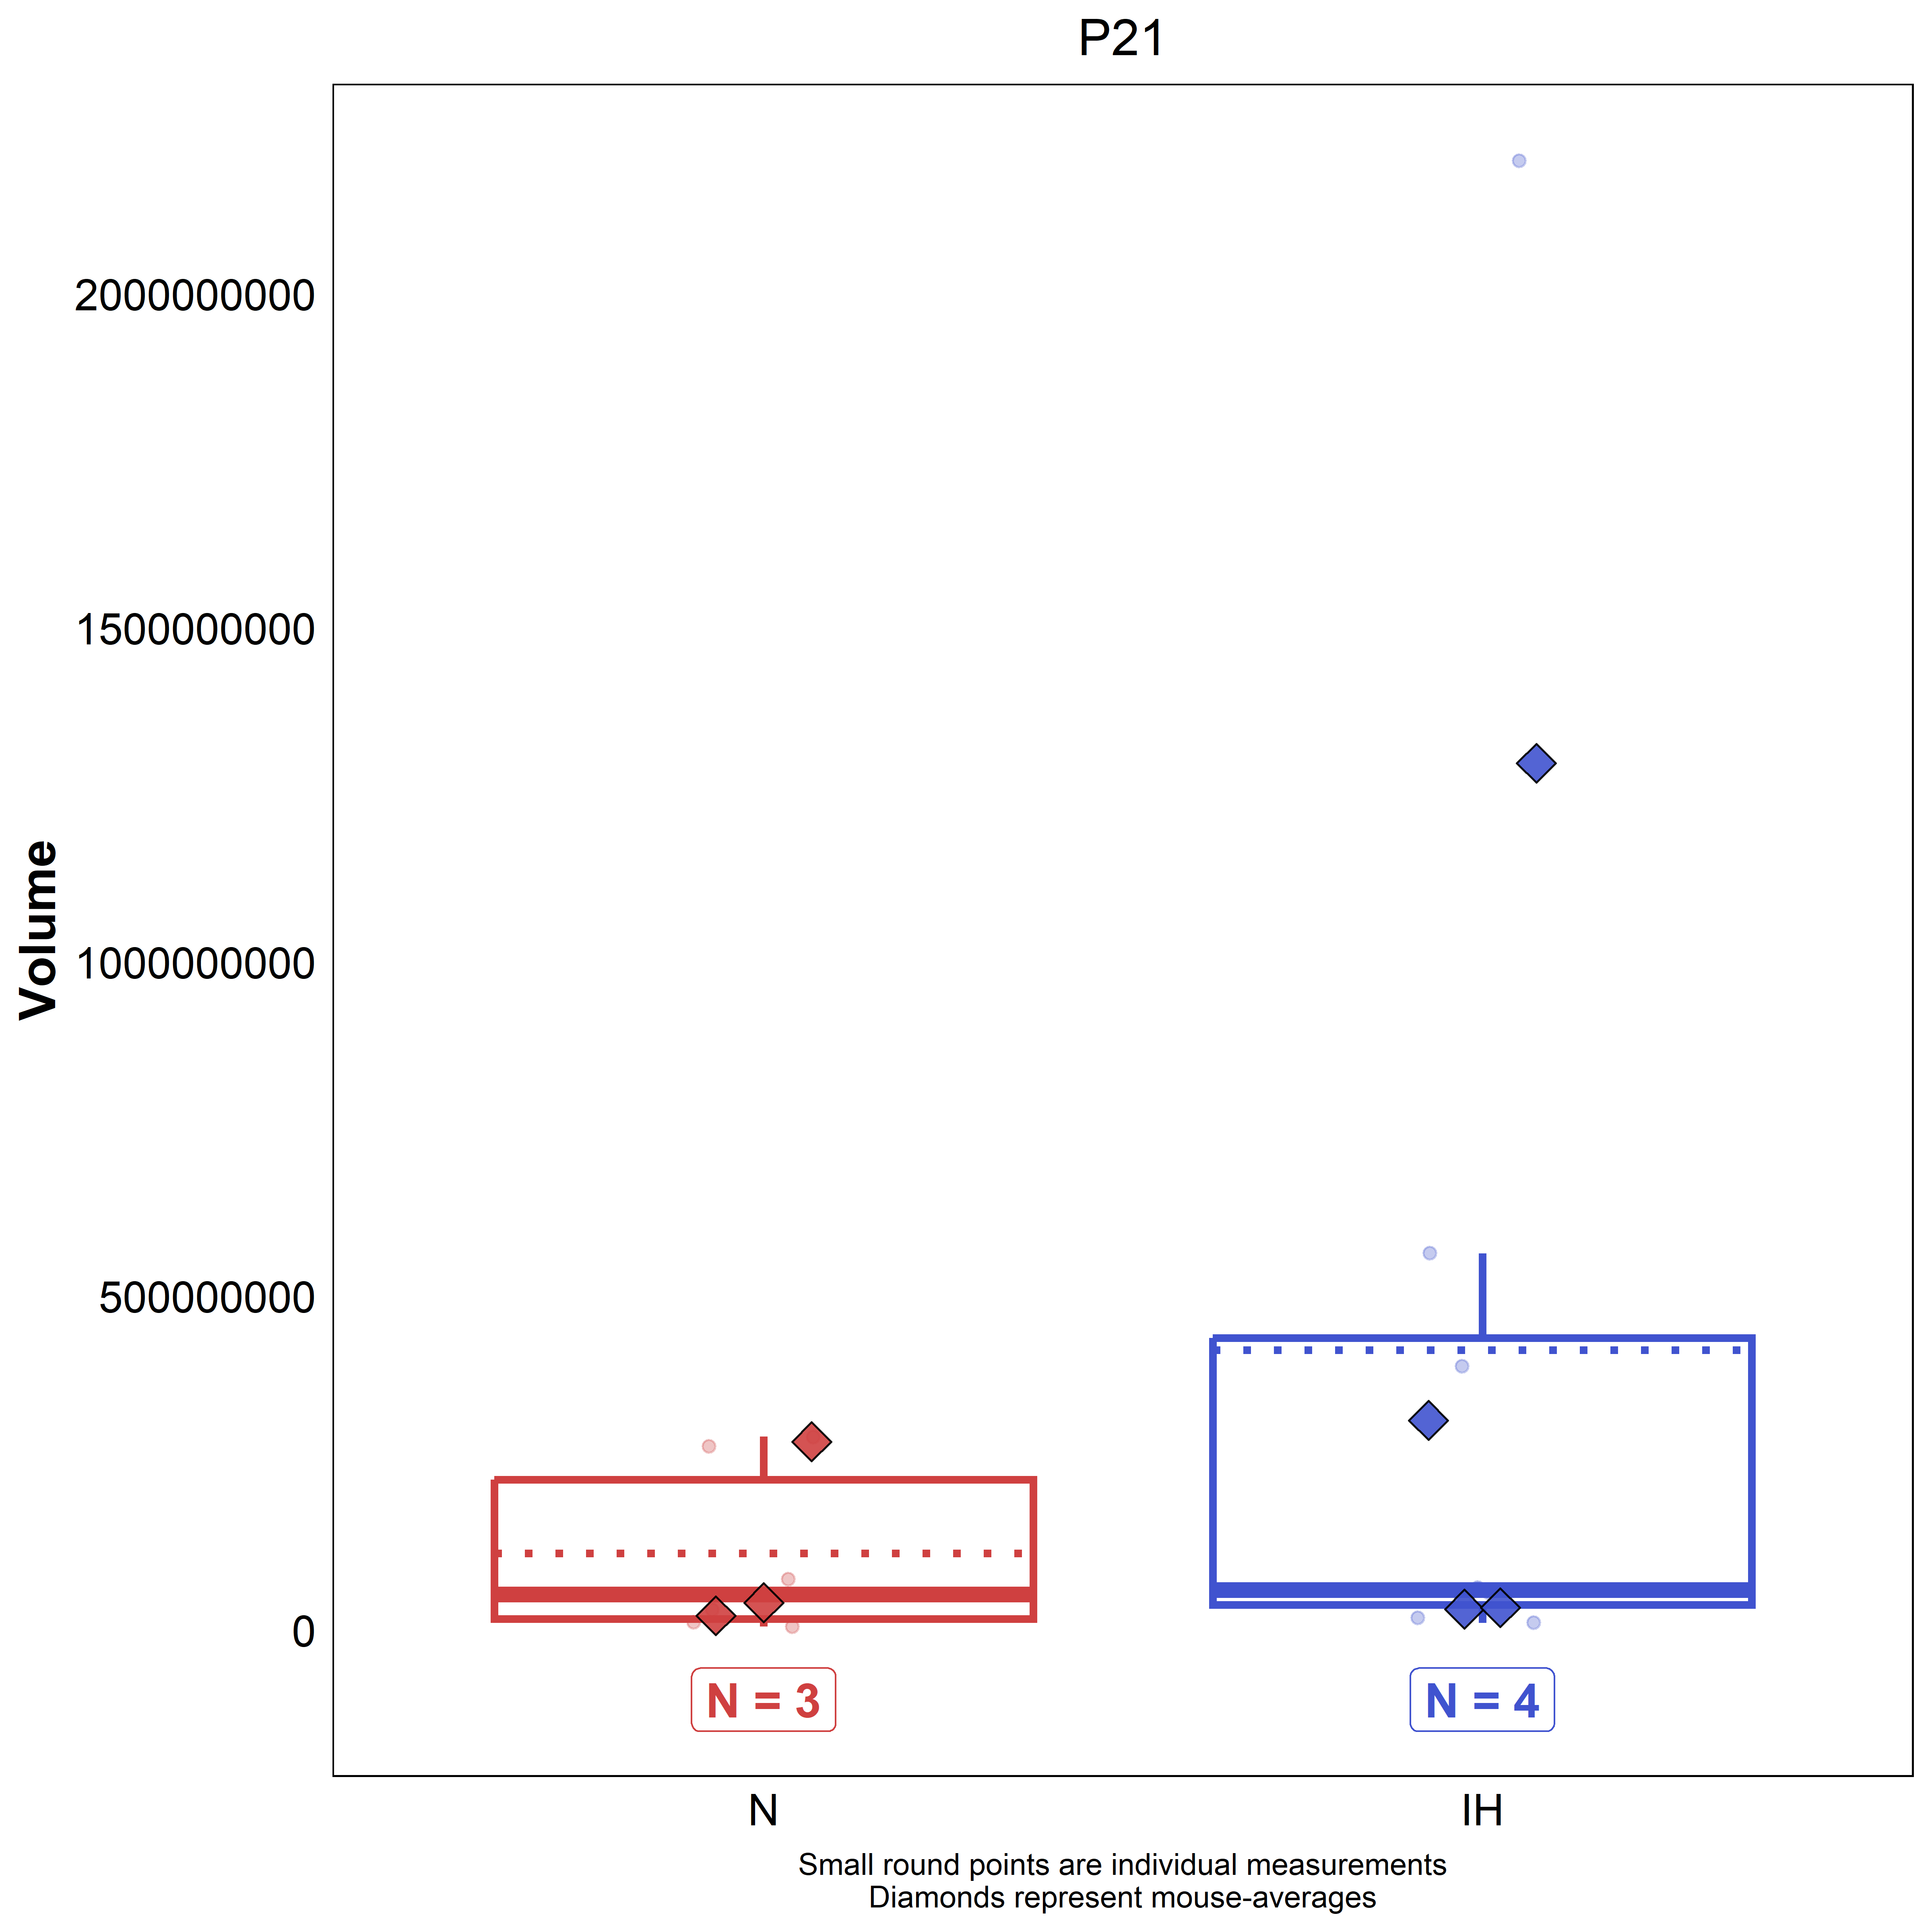 P21
Volume
2000000000
1500000000
1000000000
500000000
0
N = 3
N = 4
N
IH
Small round points are individual measurements
Diamonds represent mouse-averages